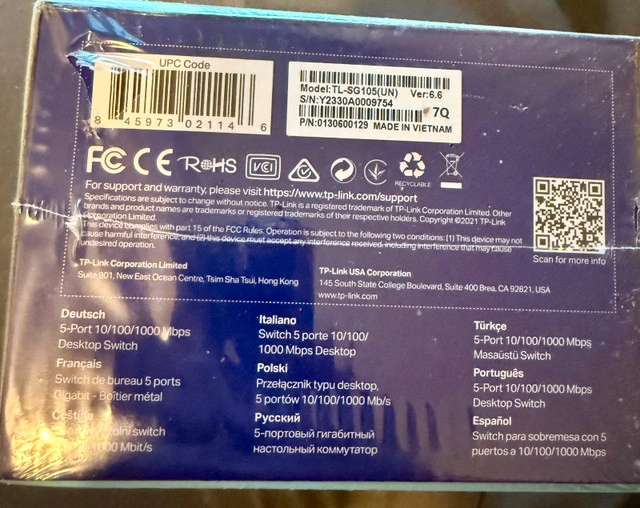 UPC Code
8 45973 02114 6
Model:TL-SG105(UN) Ver:6.6
S/N:Y2330A0009754
7Q
P/N:0130600129 MADE IN VIETNAM
FC CE RoHS VCCI
RECYCLABLE
For support and warranty, please visit https://www.tp-link.com/support
Specifications are subject to change without notice. TP-Link is a registered trademark of TP-Link Corporation Limited. Other
brands and product names are trademarks or registered trademarks of their respective holders. Copyright ©2021 TP-Link
Corporation Limited.
This device complies with part 15 of the FCC Rules. Operation is subject to the following two conditions: (1) This device may not
cause harmful interference, and (2) this device must accept any interference received, including interference that may cause
undesired operation.
Scan for more info
TP-Link Corporation Limited
Suite 901, New East Ocean Centre, Tsim Sha Tsui, Hong Kong
TP-Link USA Corporation
145 South State College Boulevard, Suite 400 Brea, CA 92821, USA
www.tp-link.com
Deutsch
5-Port 10/100/1000 Mbps
Desktop Switch
Français
Switch de bureau 5 ports
Gigabit - Boîtier métal
Čeština
stolní switch
1000 Mbit/s
Italiano
Switch 5 porte 10/100/
1000 Mbps Desktop
Polski
Przełącznik typu desktop,
5 portów 10/100/1000 Mb/s
Русский
5-портовый гигабитный
настольный коммутатор
Türkçe
5-Port 10/100/1000 Mbps
Masaüstü Switch
Português
5-Port 10/100/1000 Mbps
Desktop Switch
Español
Switch para sobremesa con 5
puertos a 10/100/1000 Mbps